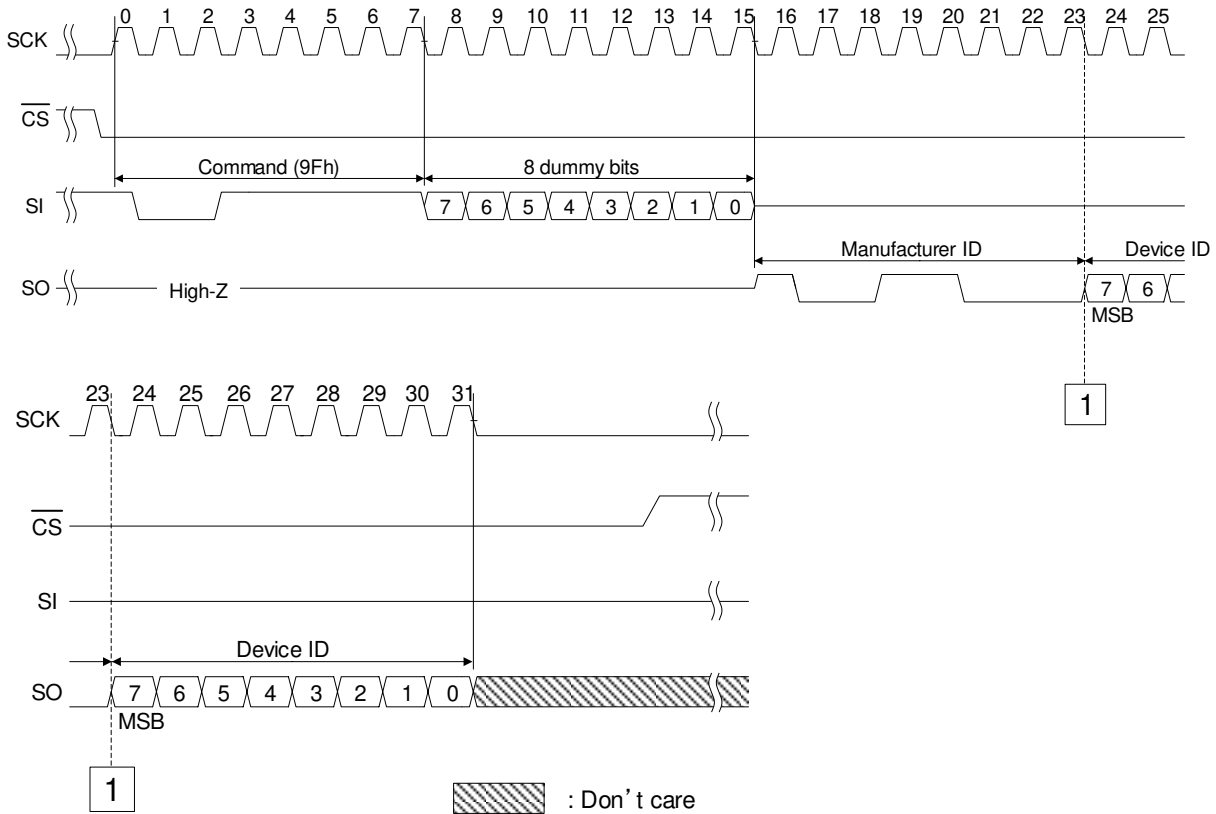 0 1 2 3 4 5 6 7 8 9 10 11 12 13 14 15 16 17 18 19 20 21 22 23 24 25
SCK
CS
Command (9Fh) 8 dummy bits
SI 7 6 5 4 3 2 1 0
Manufacturer ID Device ID
SO High-Z 7 6
MSB
1
23 24 25 26 27 28 29 30 31
SCK
CS
SI
Device ID
SO 7 6 5 4 3 2 1 0
MSB
1
: Don't care